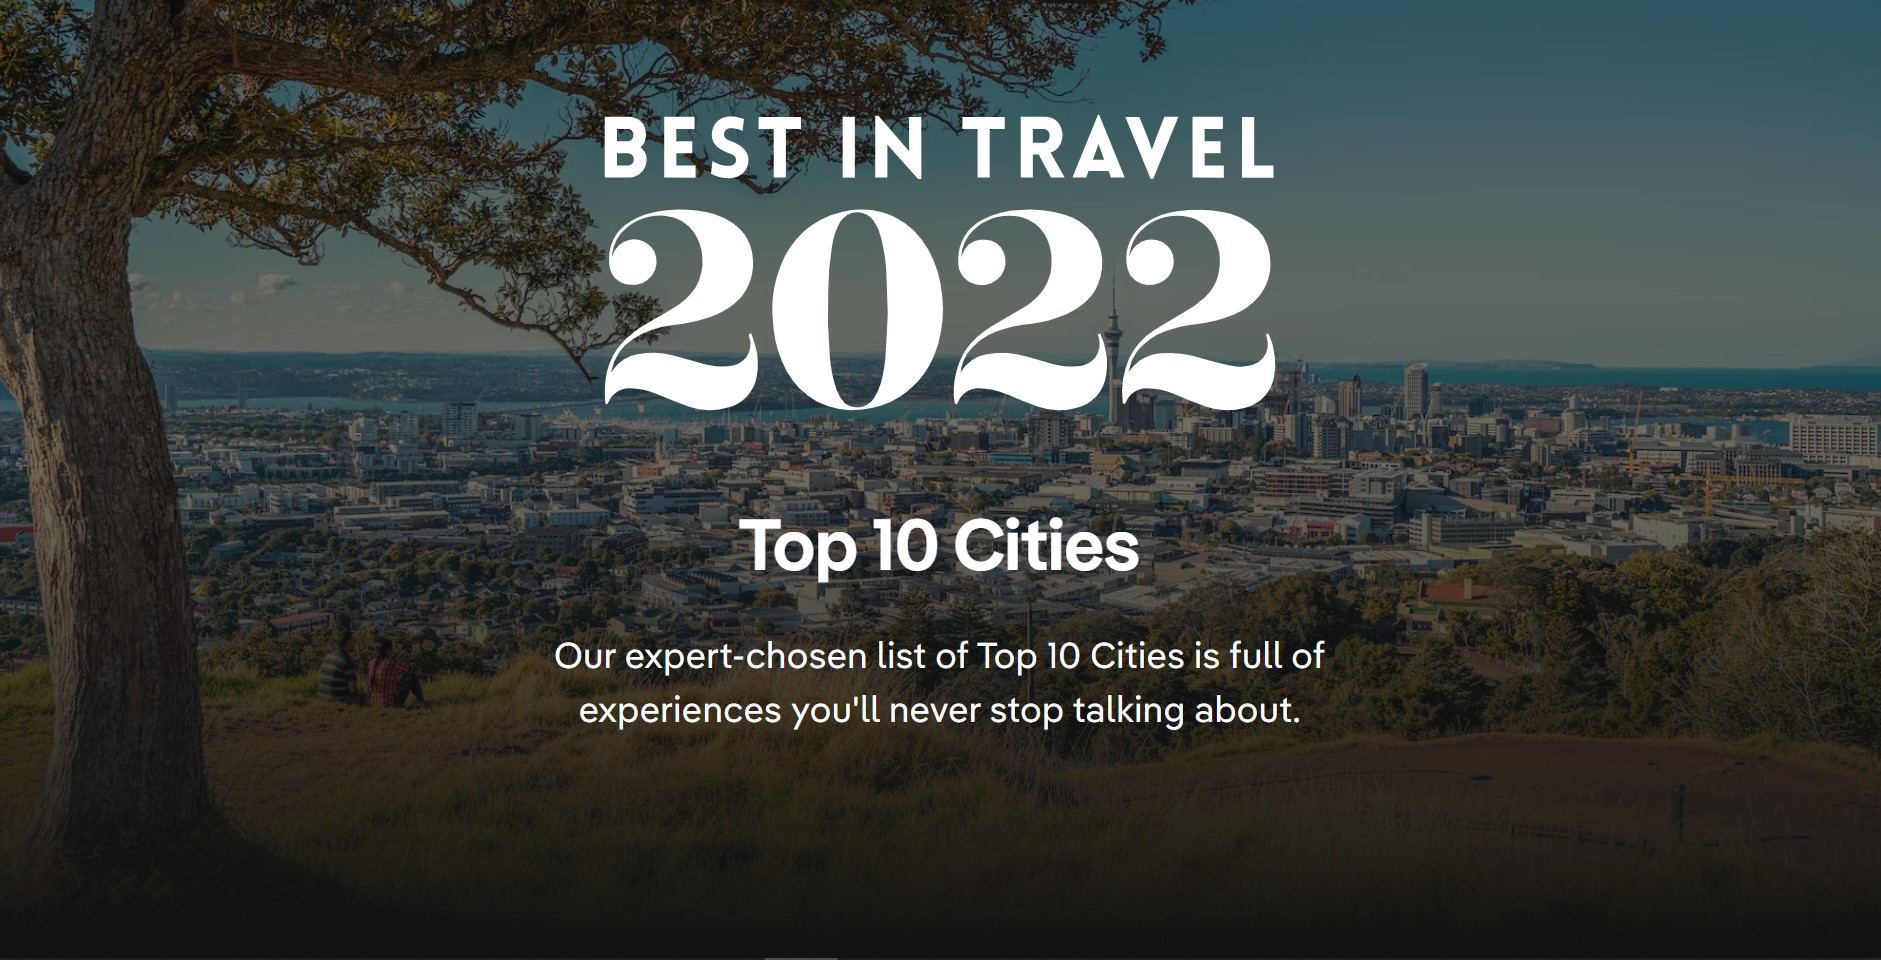 BEST IN TRAVEL
2022
Top 10 Cities
Our expert-chosen list of Top 10 Cities is full of
experiences you'll never stop talking about.